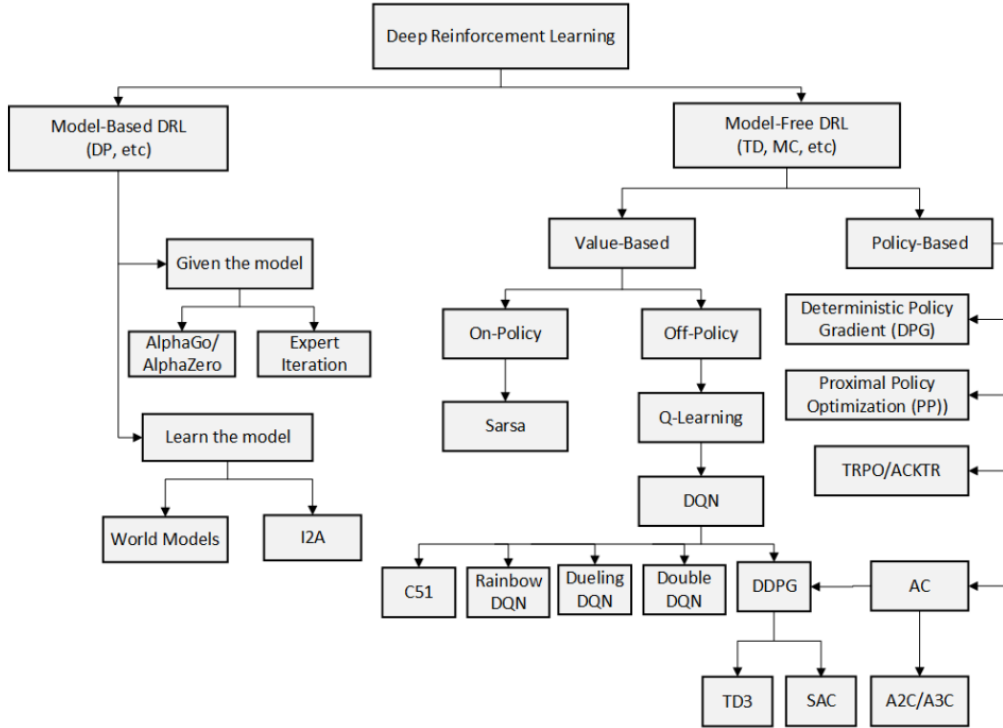 Deep Reinforcement Learning
Model-Based DRL
(DP, etc)
Model-Free DRL
(TD, MC, etc)
Value-Based
Policy-Based
Given the model
On-Policy
Off-Policy
Deterministic Policy
Gradient (DPG)
AlphaGo/
AlphaZero
Expert
Iteration
Proximal Policy
Optimization (PP))
Sarsa
Q-Learning
Learn the model
TRPO/ACKTR
DQN
World Models
I2A
C51
Rainbow
DQN
Dueling
DQN
Double
DQN
DDPG
AC
TD3
SAC
A2C/A3C